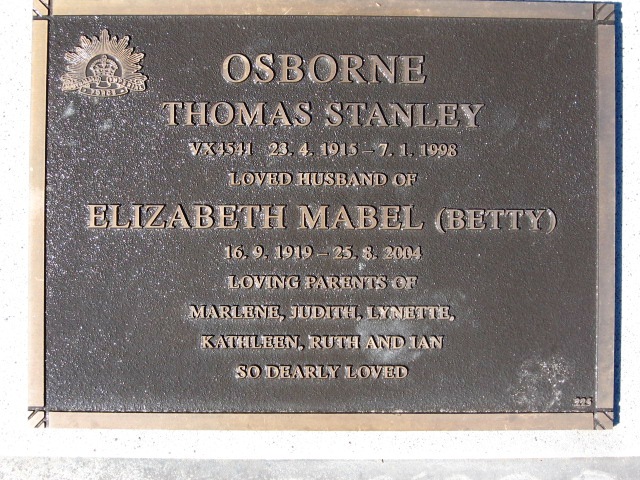 OSBORNE
THOMAS STANLEY
VX4541 23. 4. 1915 – 7. 1. 1998
LOVED HUSBAND OF
ELIZABETH MABEL (BETTY)
16. 9. 1919 – 25. 8. 2004
LOVING PARENTS OF
MARLENE, JUDITH, LYNETTE,
KATHLEEN, RUTH AND IAN
SO DEARLY LOVED